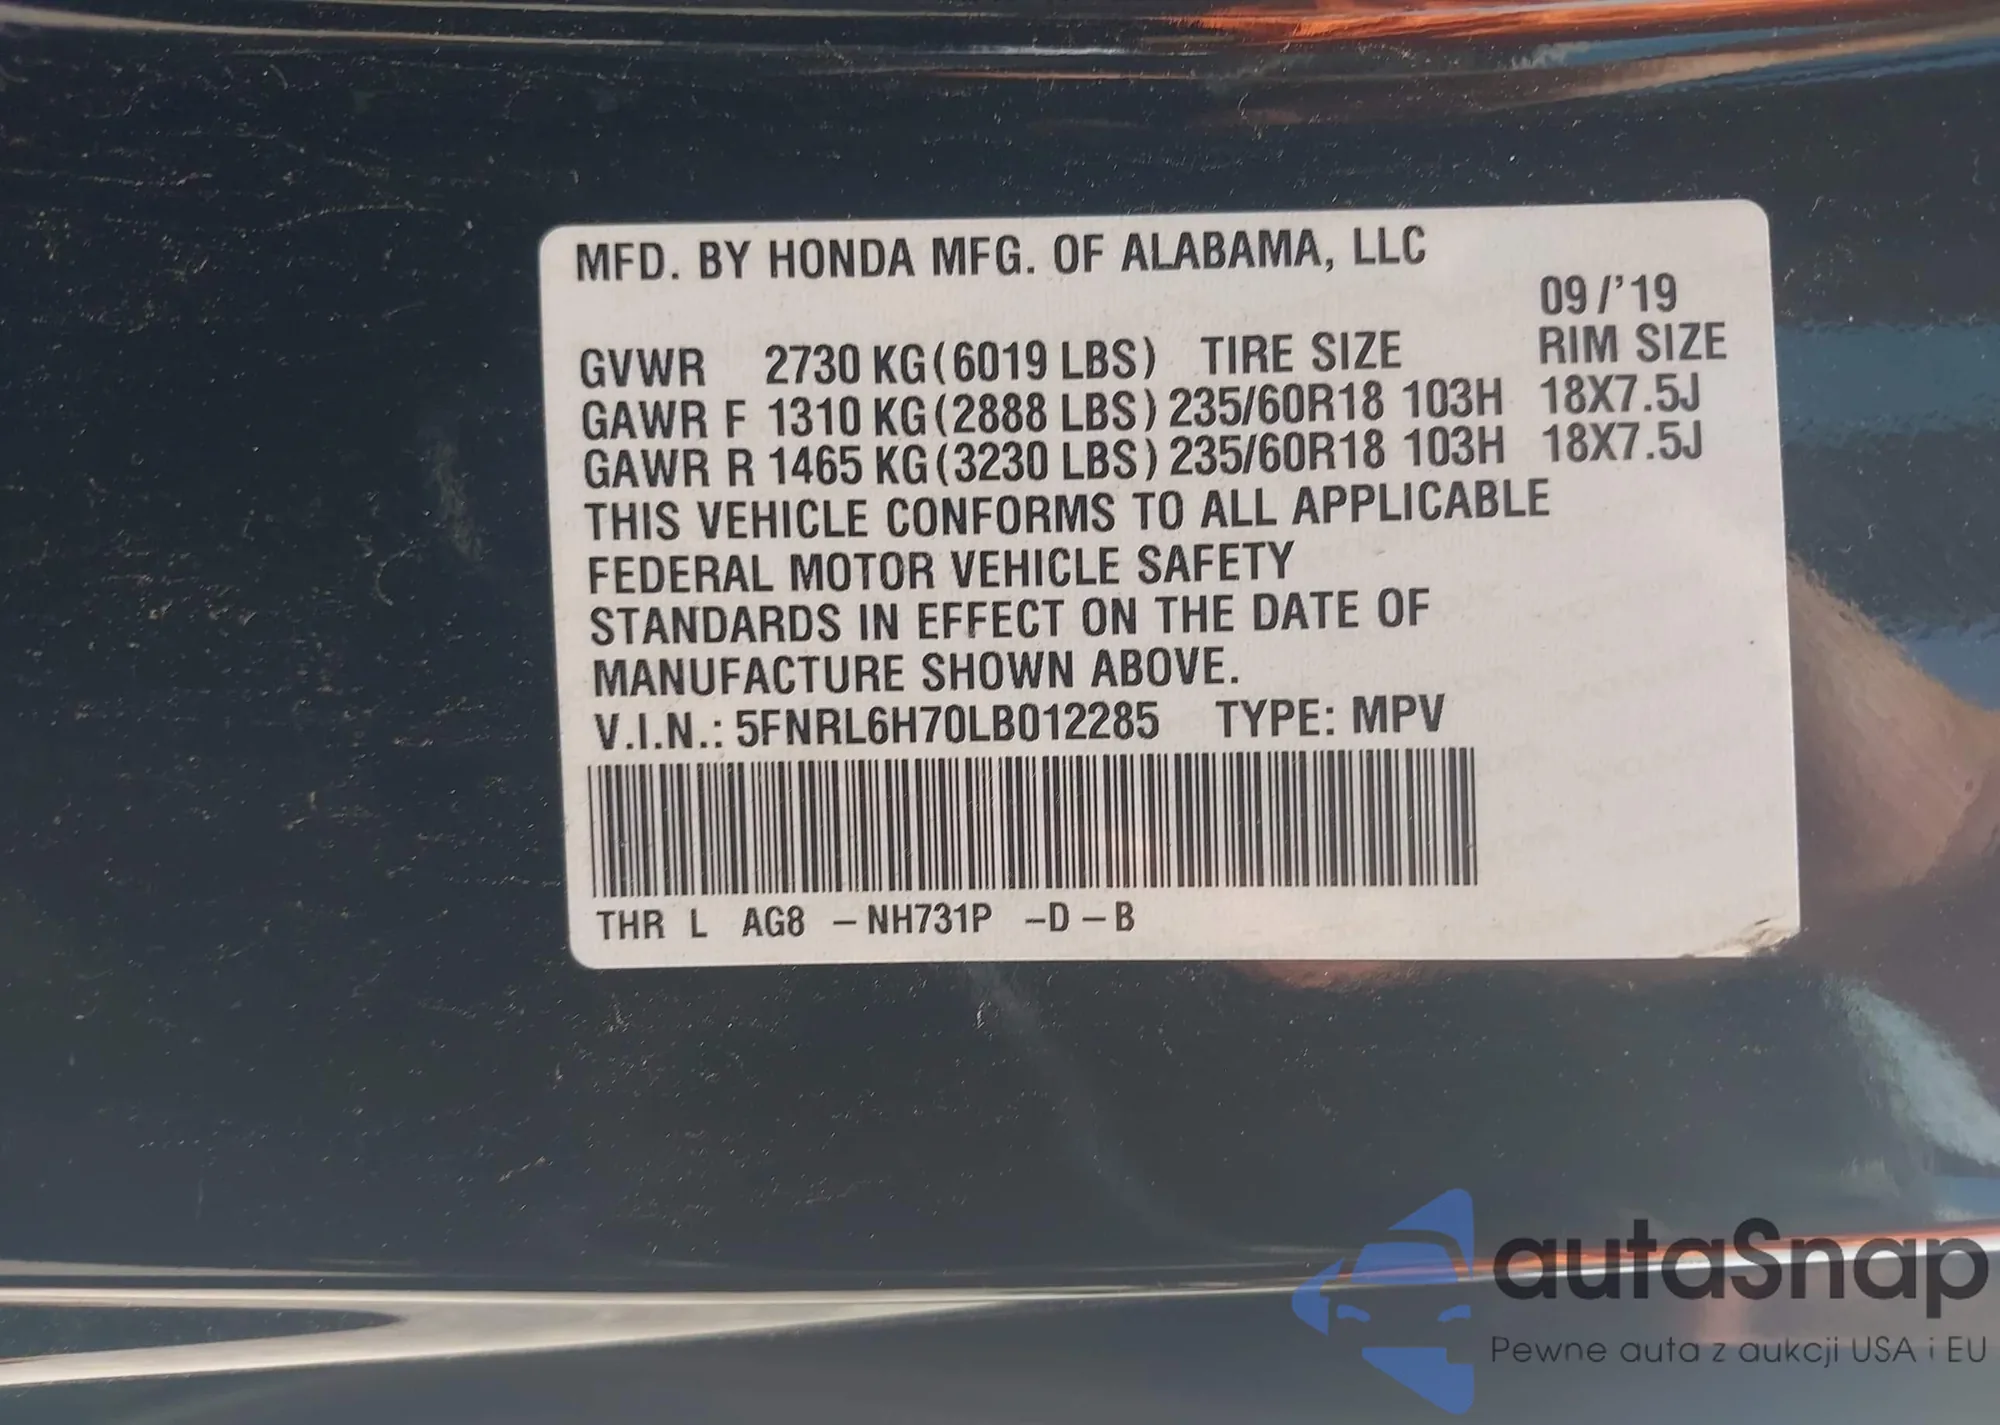 MFD. BY HONDA MFG. OF ALABAMA, LLC
09/'19
GVWR 2730 KG (6019 LBS) TIRE SIZE RIM SIZE
GAWR F 1310 KG (2888 LBS) 235/60R18 103H 18X7.5J
GAWR R 1465 KG (3230 LBS) 235/60R18 103H 18X7.5J
THIS VEHICLE CONFORMS TO ALL APPLICABLE
FEDERAL MOTOR VEHICLE SAFETY
STANDARDS IN EFFECT ON THE DATE OF
MANUFACTURE SHOWN ABOVE.
V.I.N.: 5FNRL6H70LB012285 TYPE: MPV
THR L AG8 – NH731P –D – B
autaSnap
Pewne auta z aukcji USA i EU